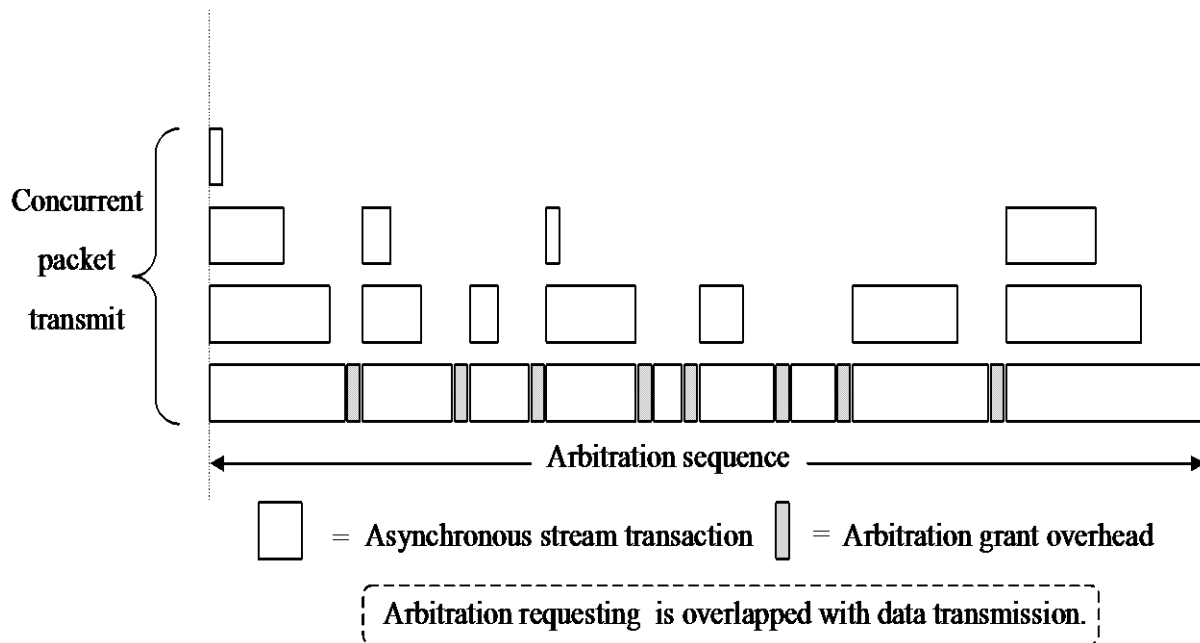 Concurrent
packet
transmit
Arbitration sequence
= Asynchronous stream transaction
= Arbitration grant overhead
Arbitration requesting is overlapped with data transmission.